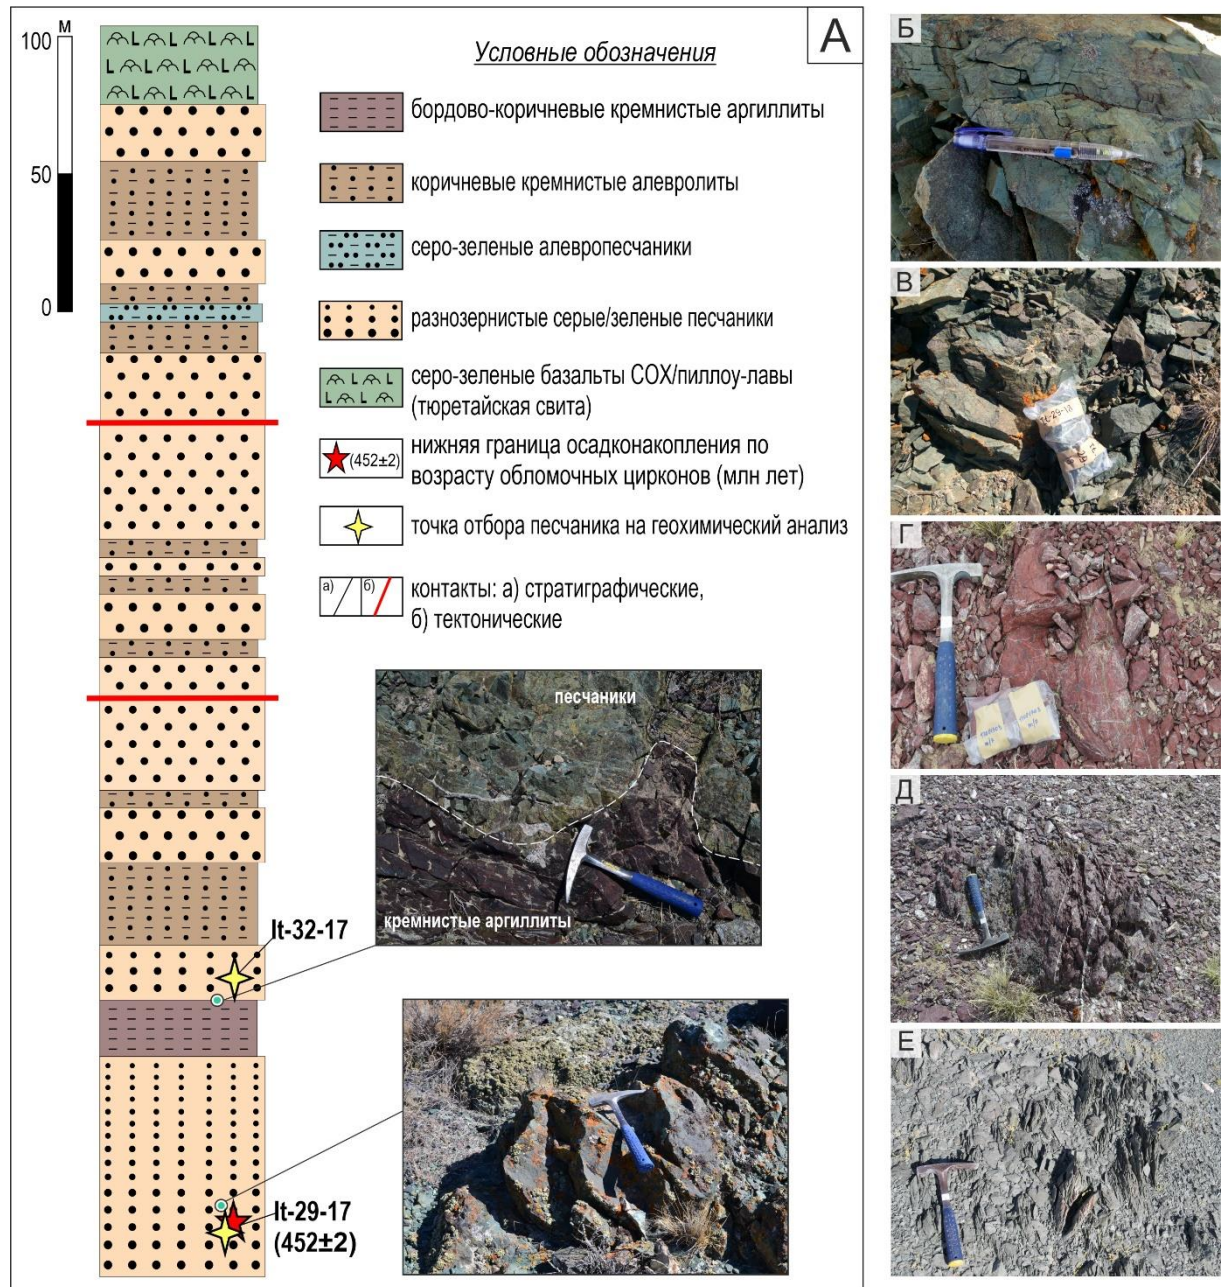 А
100
м
50
0
Условные обозначения
бордово-коричневые кремнистые аргиллиты
коричневые кремнистые алевролиты
серо-зеленые алевропесчаники
разнозернистые серые/зеленые песчаники
серо-зеленые базальты СОХ/пиллоу-лавы
(тюретайская свита)
(452±2)
нижняя граница осадконакопления по
возрасту обломочных цирконов (млн лет)
точка отбора песчаника на геохимический анализ
а)
б)
контакты: а) стратиграфические,
б) тектонические
песчаники
кремнистые аргиллиты
It-32-17
It-29-17
(452±2)
Б
В
It-29-18
Г
Д
Е